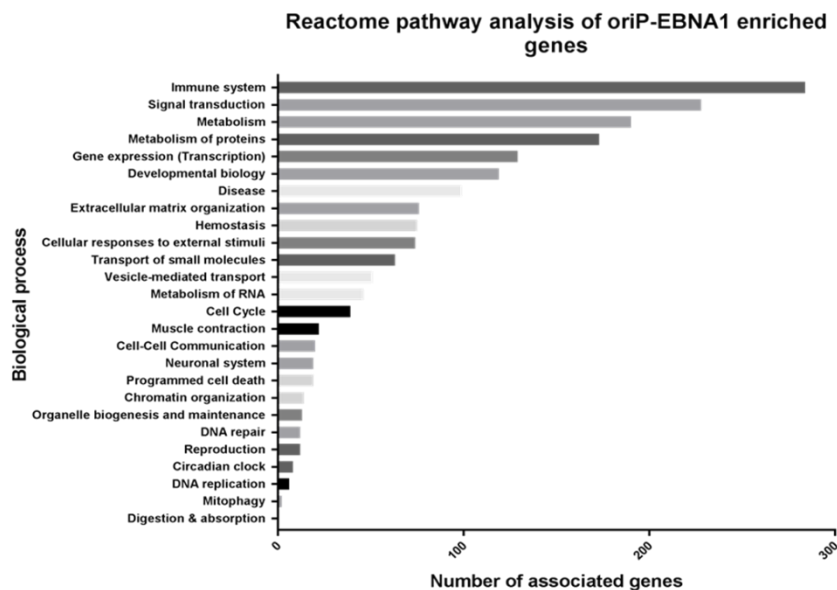 Reactome pathway analysis of oriP-EBNA1 enriched
genes
Immune system
Signal transduction
Metabolism
Metabolism of proteins
Gene expression (Transcription)
Developmental biology
Disease
Extracellular matrix organization
Hemostasis
Cellular responses to external stimuli
Transport of small molecules
Vesicle-mediated transport
Metabolism of RNA
Cell Cycle
Muscle contraction
Cell-Cell Communication
Neuronal system
Programmed cell death
Chromatin organization
Organelle biogenesis and maintenance
DNA repair
Reproduction
Circadian clock
DNA replication
Mitophagy
Digestion & absorption
Biological process
0
100
200
300
Number of associated genes